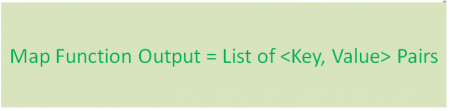 Map Function Output = List of <Key, Value> Pairs